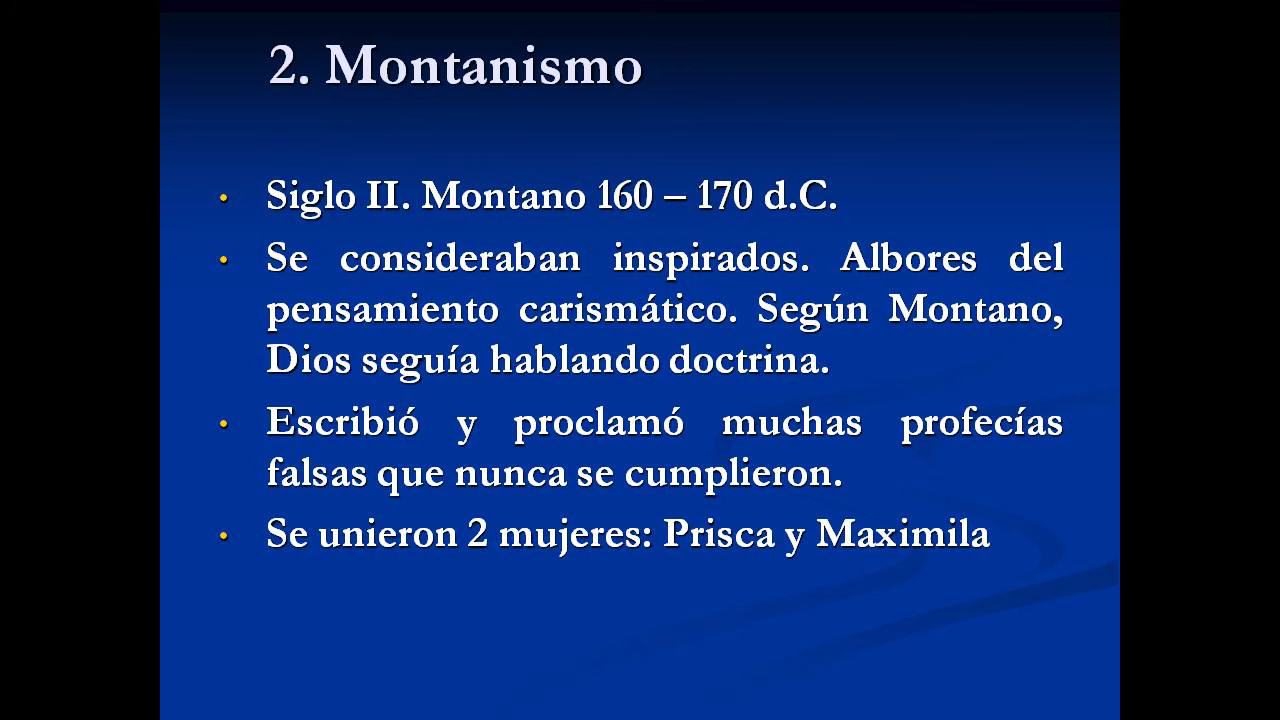 2. Montanismo
• Siglo II. Montano 160 – 170 d.C.
• Se consideraban inspirados. Albores del
pensamiento carismático. Según Montano,
Dios seguía hablando doctrina.
• Escribió y proclamó muchas profecías
falsas que nunca se cumplieron.
• Se unieron 2 mujeres: Prisca y Maximila